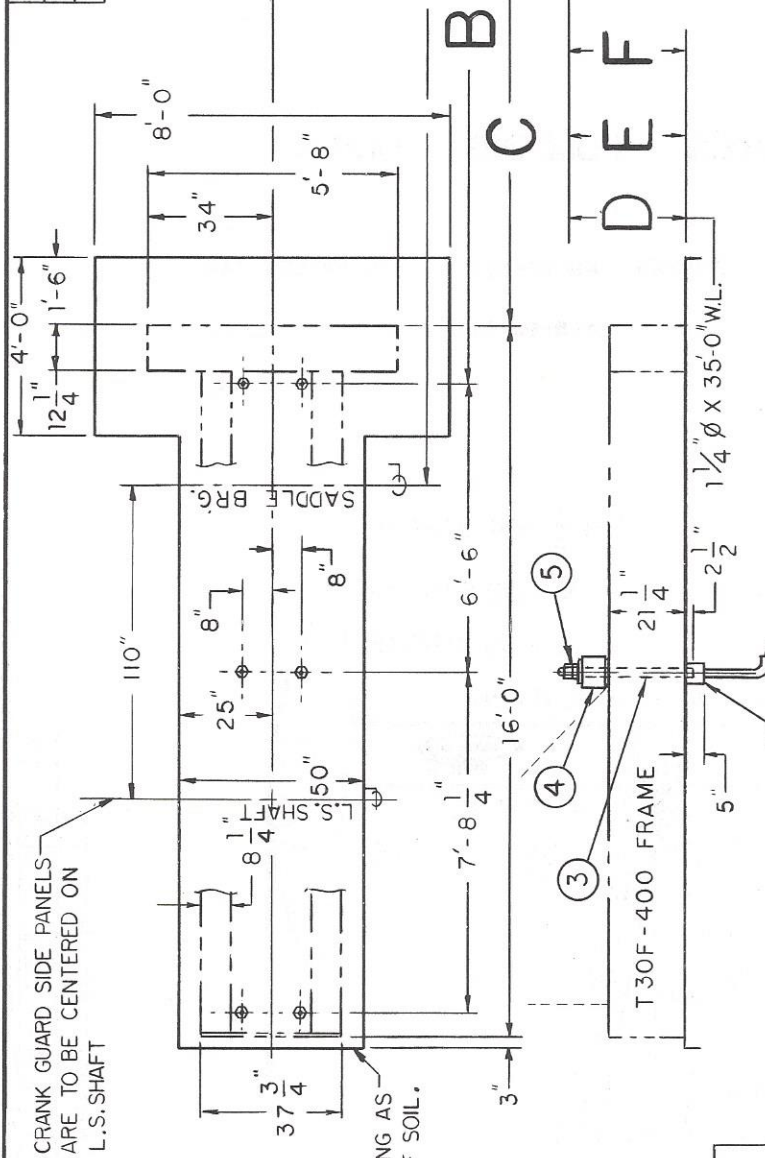 CRANK GUARD SIDE PANELS
ARE TO BE CENTERED ON
L.S. SHAFT
4'-0"
12 1/4"
1'-6"
8'-0"
34"
5'-8"
110"
25"
8"
8"
SADDLE BRG.
℄
L.S. SHAFT
℄
50"
8 1/4"
37 3/4"
7'-8 1/4"
6'-6"
B
16'-0"
C
3"
NG AS
SOIL.
D
E
F
1 1/4" Ø X 35'-0" W.L.
T30F-400 FRAME
3
4
5
21 1/4"
2 1/2"
5"